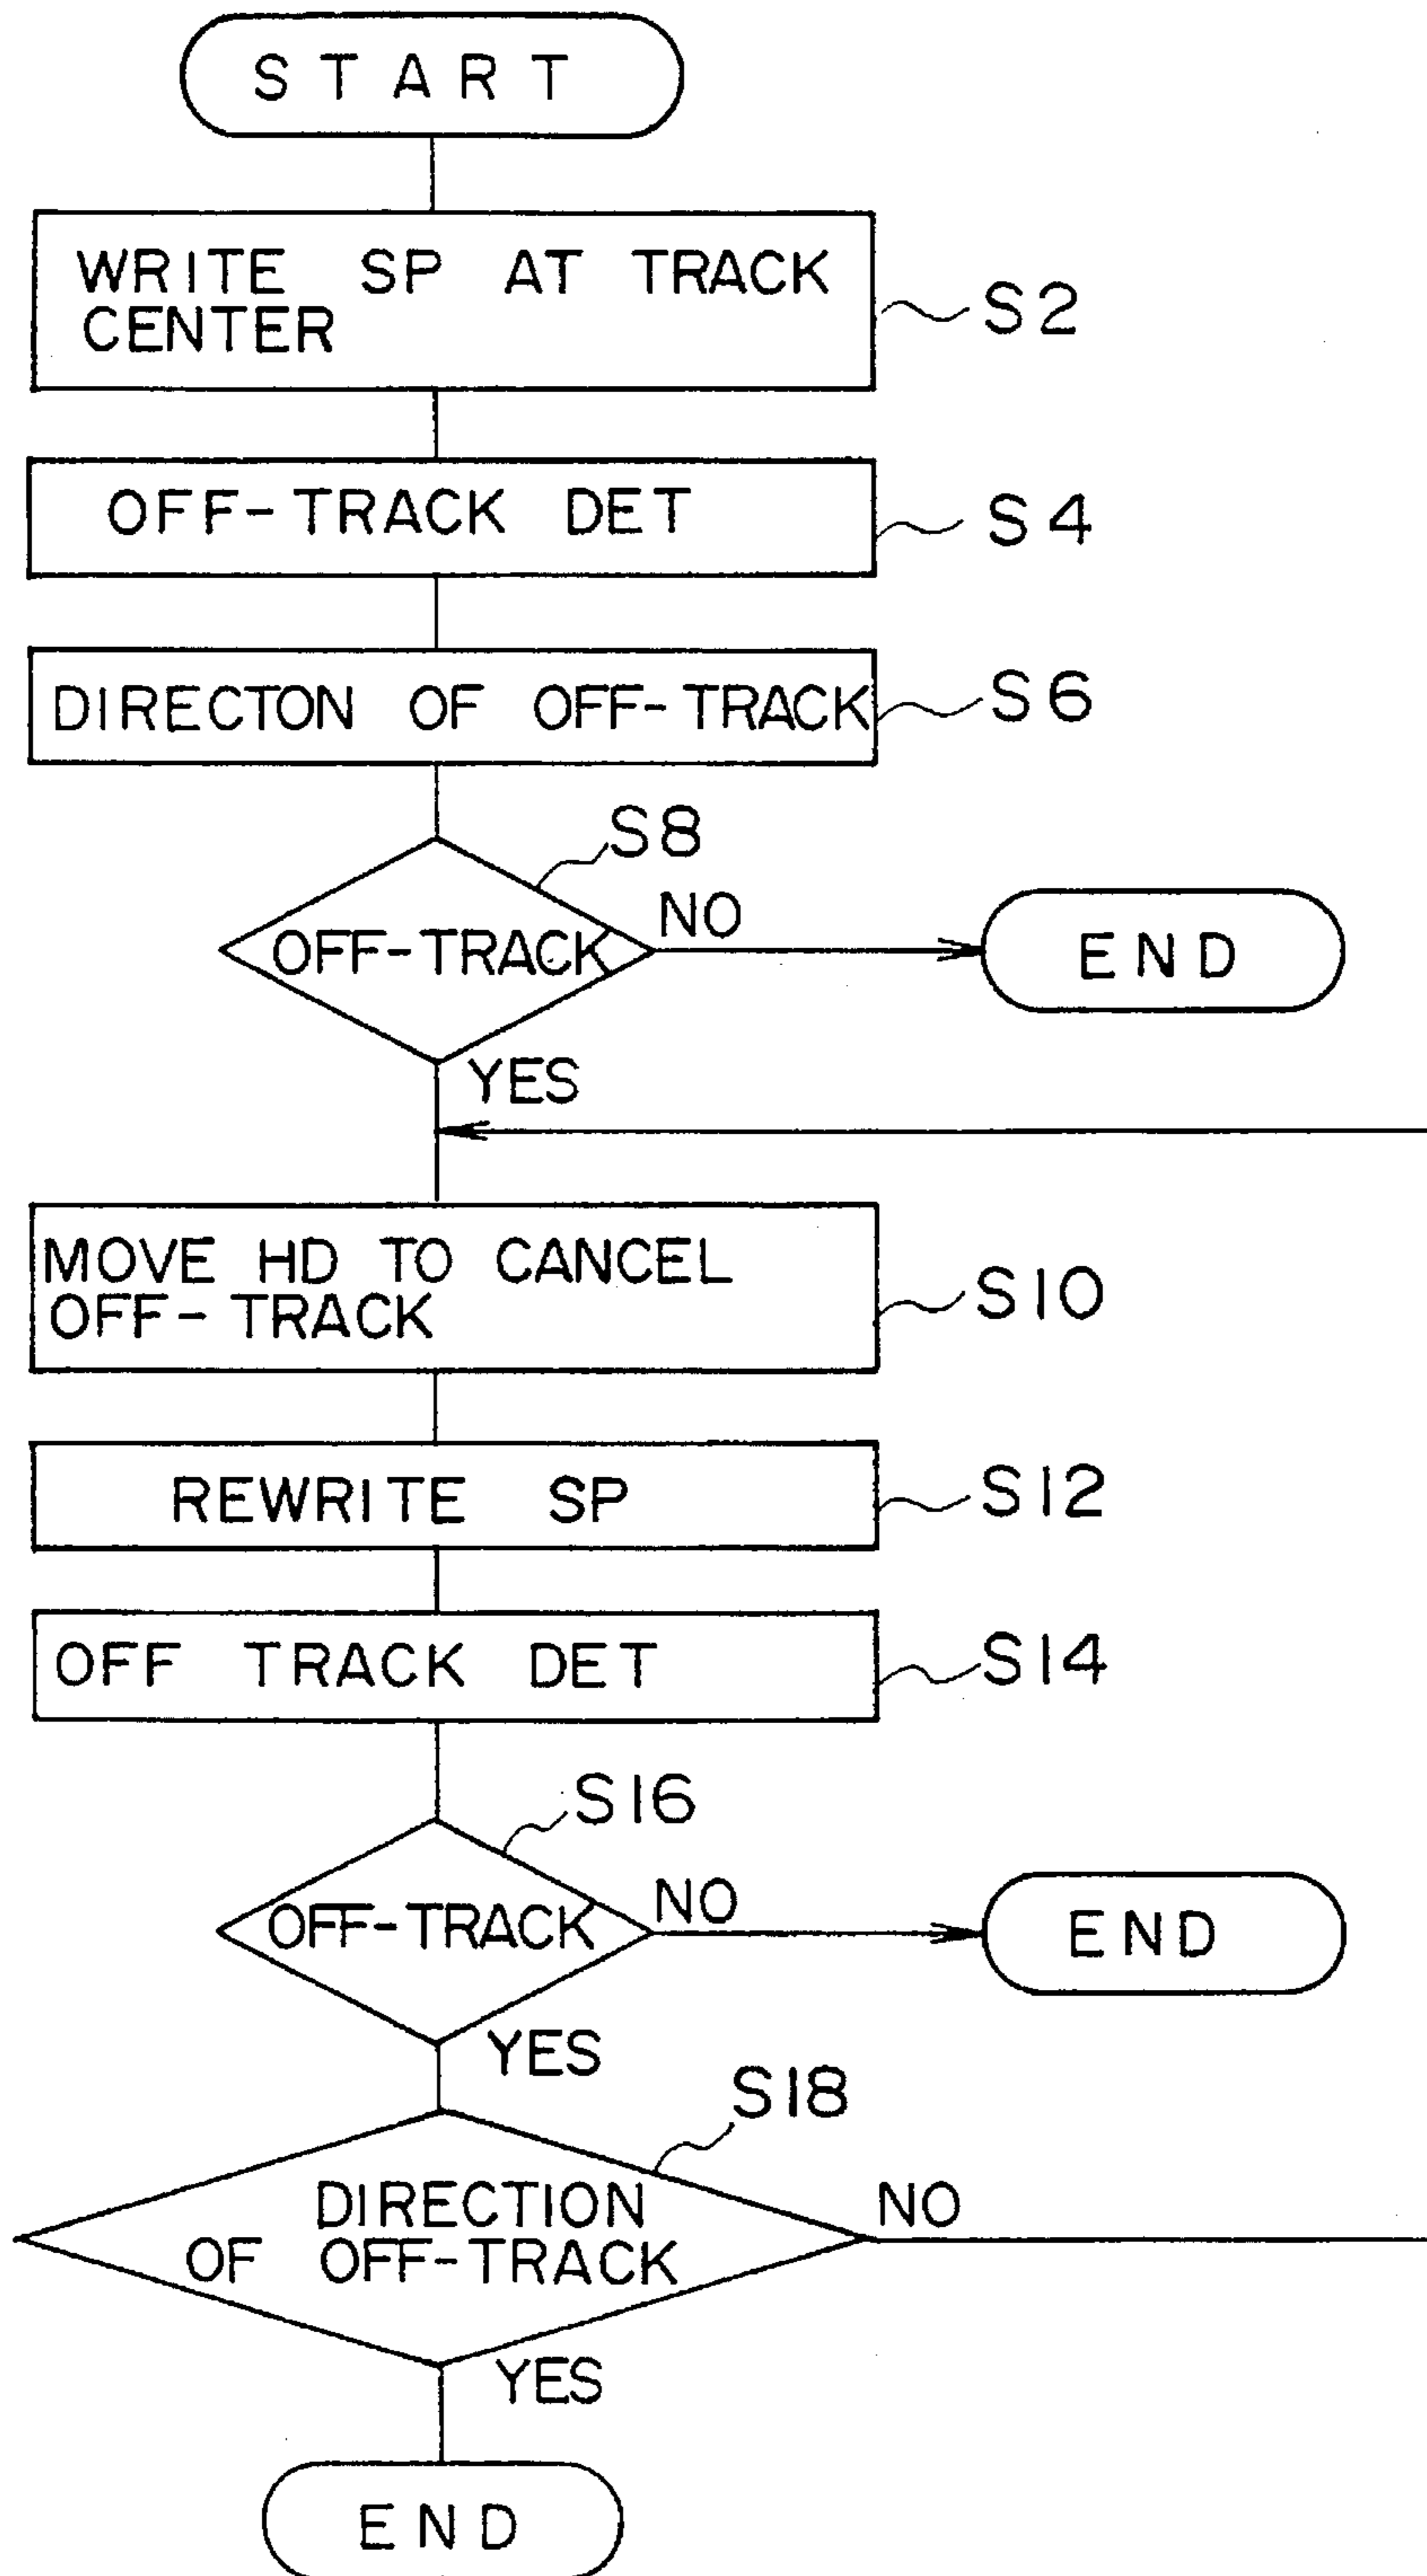 START
WRITE SP AT TRACK
CENTER
S2
OFF-TRACK DET
S4
DIRECTON OF OFF-TRACK
S6
S8
OFF-TRACK
NO
END
YES
MOVE HD TO CANCEL
OFF-TRACK
S10
REWRITE SP
S12
OFF TRACK DET
S14
S16
OFF-TRACK
NO
END
YES
S18
DIRECTION
OF OFF-TRACK
NO
YES
END